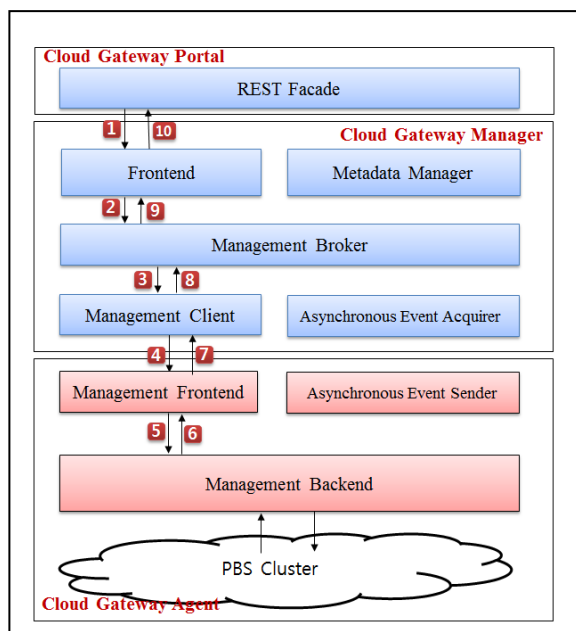 Cloud Gateway Portal
REST Facade
1 10
Cloud Gateway Manager
Frontend Metadata Manager
2 9
Management Broker
3 8
Management Client Asynchronous Event Acquirer
4 7
Management Frontend Asynchronous Event Sender
5 6
Management Backend
PBS Cluster
Cloud Gateway Agent